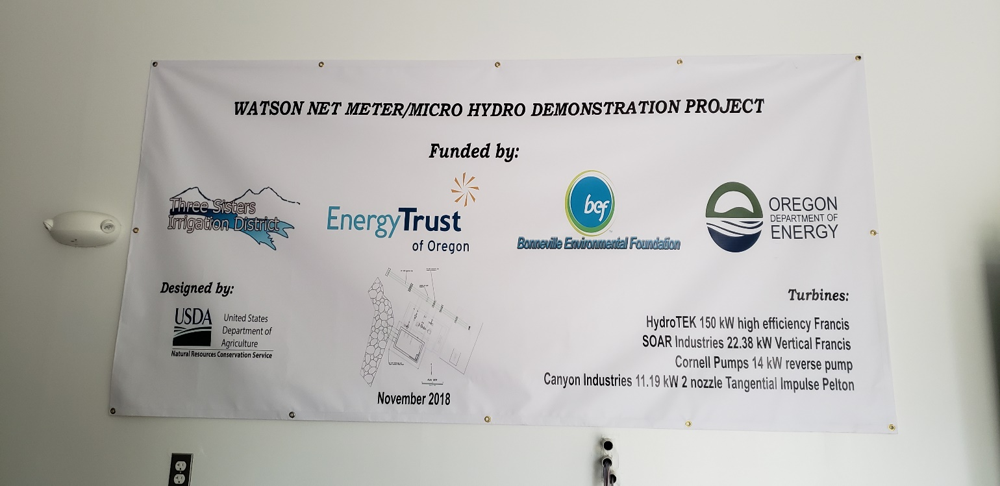 WATSON NET METER/MICRO HYDRO DEMONSTRATION PROJECT
Funded by:
Three Sisters
Irrigation District
EnergyTrust
of Oregon
bef
Bonneville Environmental Foundation
OREGON
DEPARTMENT OF
ENERGY
Designed by:
USDA
United States
Department of
Agriculture
Natural Resources Conservation Service
PLAN VIEW
November 2018
Turbines:
HydroTEK 150 kW high efficiency Francis
SOAR Industries 22.38 kW Vertical Francis
Cornell Pumps 14 kW reverse pump
Canyon Industries 11.19 kW 2 nozzle Tangential Impulse Pelton